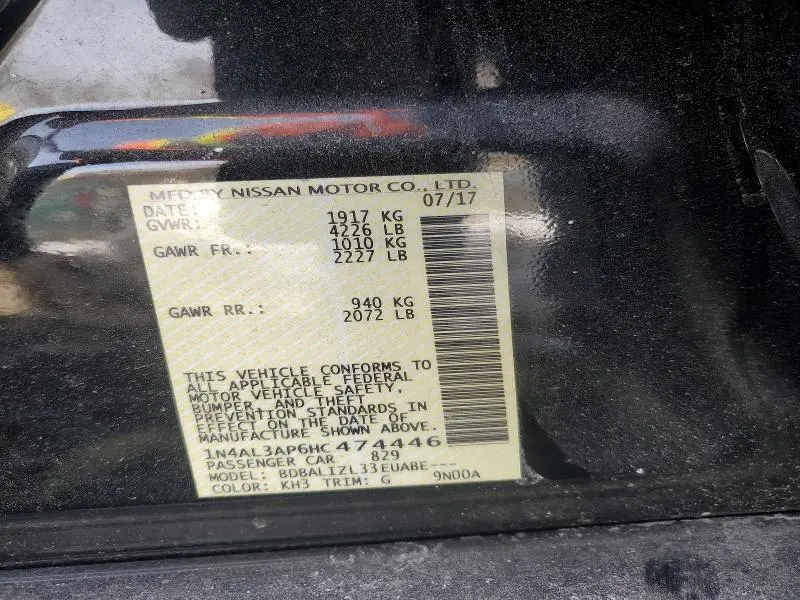 MFD BY NISSAN MOTOR CO., LTD.
DATE: 07/17
GVWR: 1917 KG
4226 LB
GAWR FR.: 1010 KG
2227 LB
GAWR RR.: 940 KG
2072 LB
THIS VEHICLE CONFORMS TO
ALL APPLICABLE FEDERAL
MOTOR VEHICLE SAFETY,
BUMPER, AND THEFT
PREVENTION STANDARDS IN
EFFECT ON THE DATE OF
MANUFACTURE SHOWN ABOVE.
1N4AL3AP6HC474446
PASSENGER CAR 829
MODEL: BDBALIZL33EUABE---
COLOR: KH3 TRIM: G 9N00A